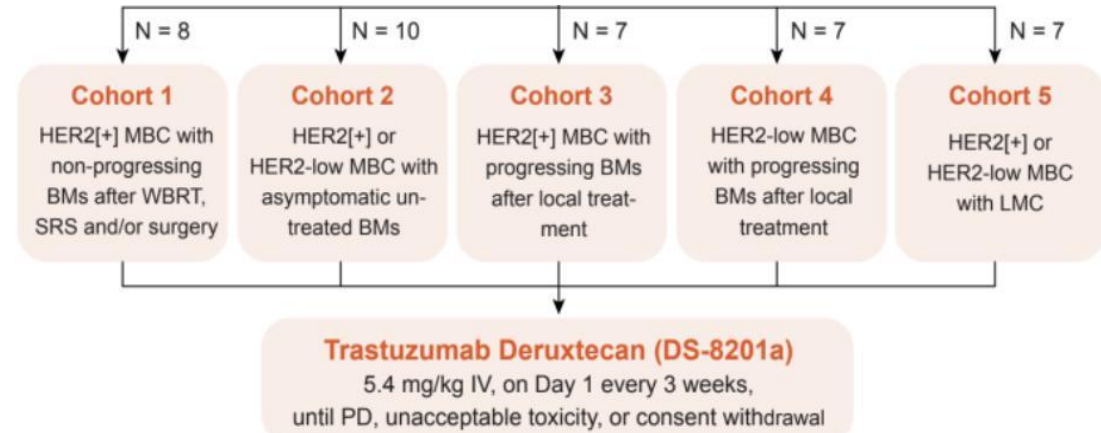 N = 8
N = 10
N = 7
N = 7
N = 7
Cohort 1
HER2[+] MBC with
non-progressing
BMs after WBRT,
SRS and/or surgery
Cohort 2
HER2[+] or
HER2-low MBC with
asymptomatic un-
treated BMs
Cohort 3
HER2[+] MBC with
progressing BMs
after local treat-
ment
Cohort 4
HER2-low MBC
with progressing
BMs after local
treatment
Cohort 5
HER2[+] or
HER2-low MBC
with LMC
Trastuzumab Deruxtecan (DS-8201a)
5.4 mg/kg IV, on Day 1 every 3 weeks,
until PD, unacceptable toxicity, or consent withdrawal